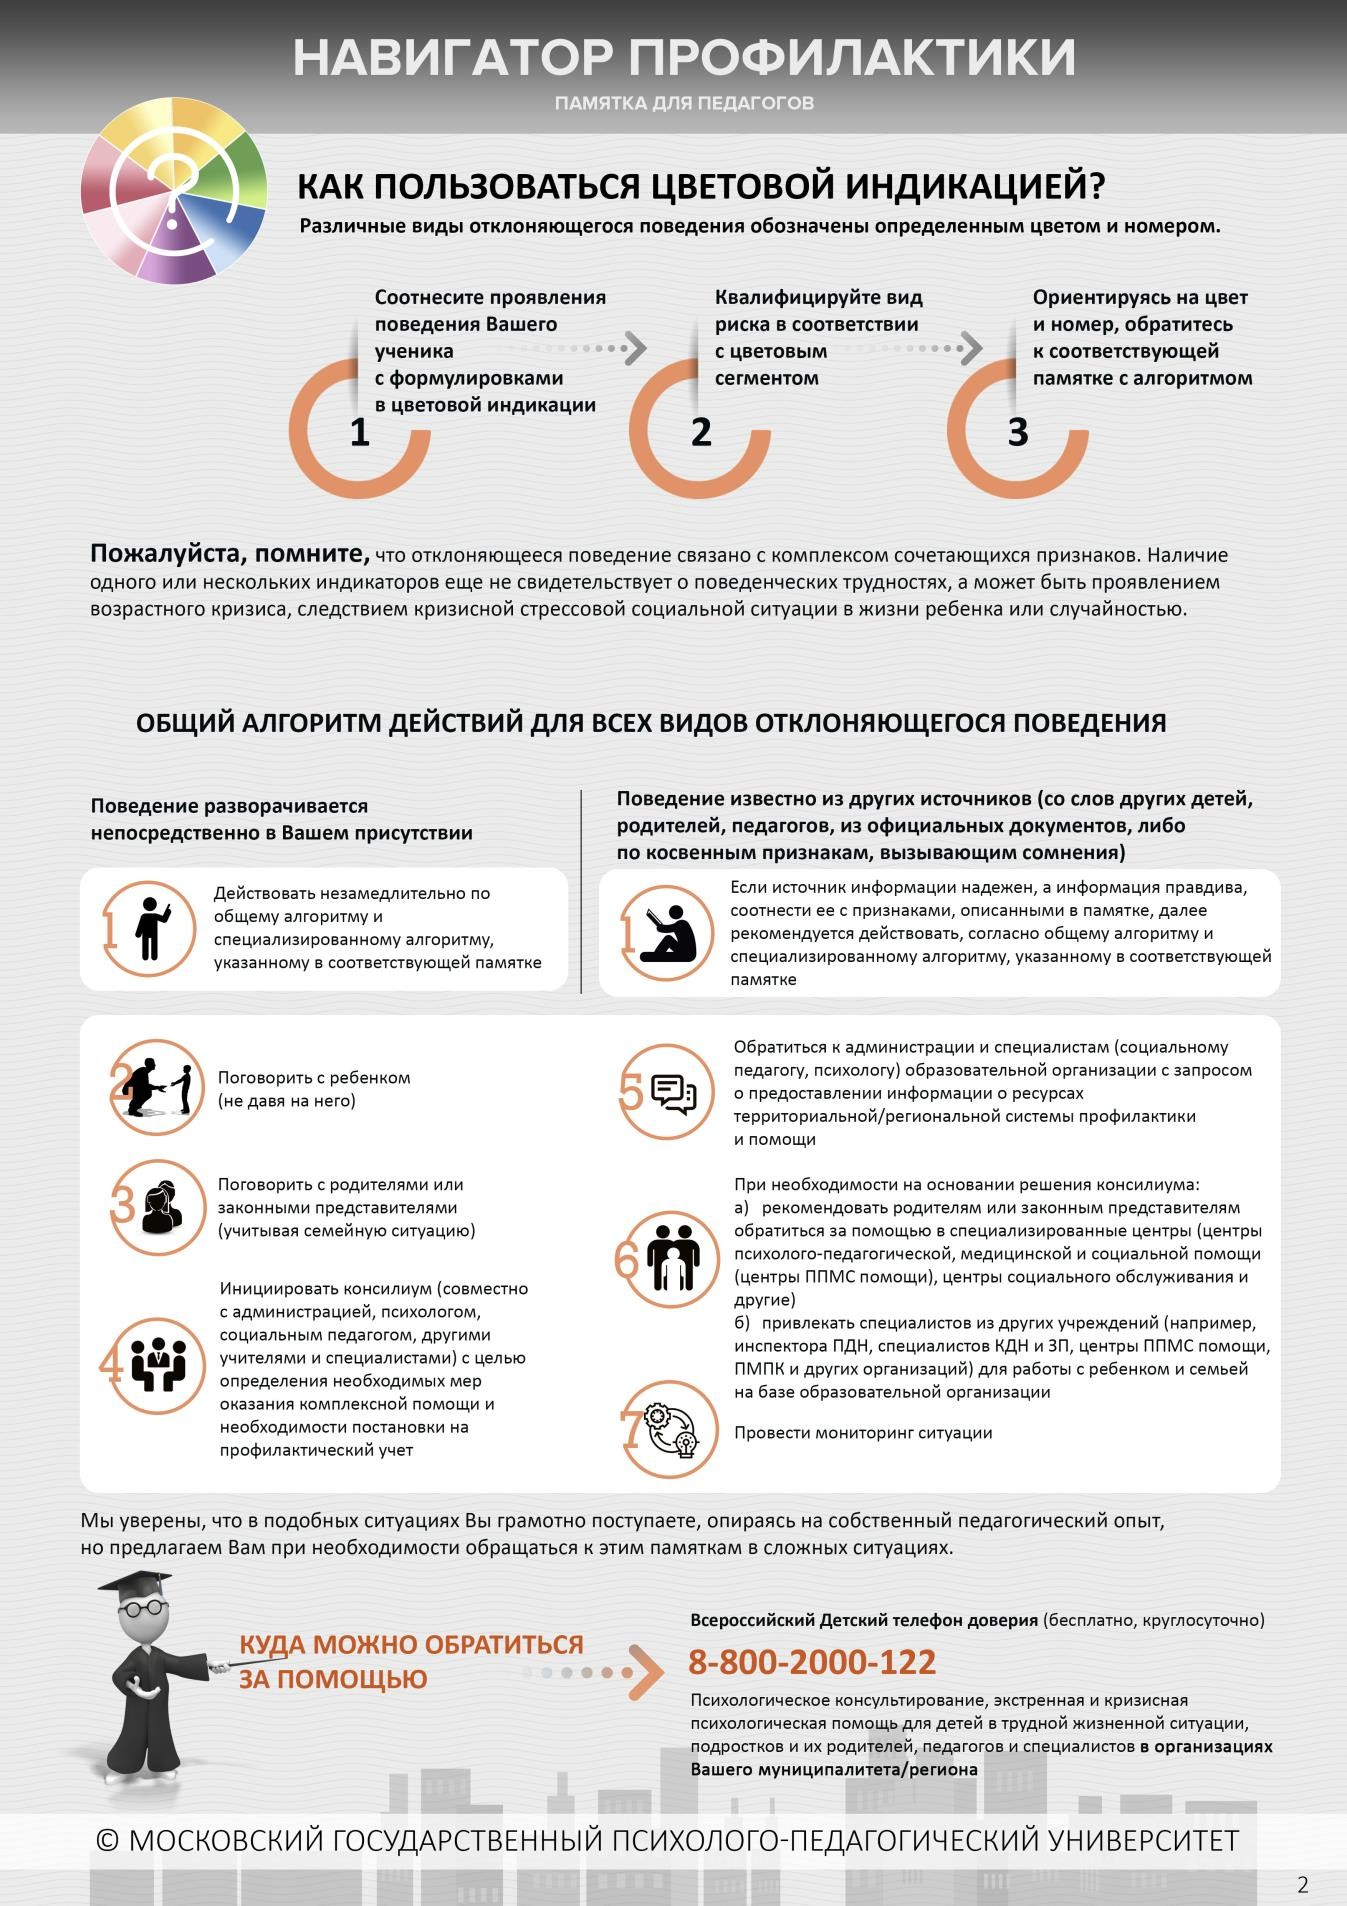 НАВИГАТОР ПРОФИЛАКТИКИ
ПАМЯТКА ДЛЯ ПЕДАГОГОВ
КАК ПОЛЬЗОВАТЬСЯ ЦВЕТОВОЙ ИНДИКАЦИЕЙ?
Различные виды отклоняющегося поведения обозначены определенным цветом и номером.
Соотнесите проявления
поведения Вашего
ученика
с формулировками
в цветовой индикации
1
Квалифицируйте вид
риска в соответствии
с цветовым
сегментом
2
Ориентируясь на цвет
и номер, обратитесь
к соответствующей
памятке с алгоритмом
3
Пожалуйста, помните, что отклоняющееся поведение связано с комплексом сочетающихся признаков. Наличие
одного или нескольких индикаторов еще не свидетельствует о поведенческих трудностях, а может быть проявлением
возрастного кризиса, следствием кризисной стрессовой социальной ситуации в жизни ребенка или случайностью.
ОБЩИЙ АЛГОРИТМ ДЕЙСТВИЙ ДЛЯ ВСЕХ ВИДОВ ОТКЛОНЯЮЩЕГОСЯ ПОВЕДЕНИЯ
Поведение разворачивается
непосредственно в Вашем присутствии
1
Действовать незамедлительно по
общему алгоритму и
специализированному алгоритму,
указанному в соответствующей памятке
Поведение известно из других источников (со слов других детей,
родителей, педагогов, из официальных документов, либо
по косвенным признакам, вызывающим сомнения)
1
Если источник информации надежен, а информация правдива,
соотнести ее с признаками, описанными в памятке, далее
рекомендуется действовать, согласно общему алгоритму и
специализированному алгоритму, указанному в соответствующей
памятке
2
Поговорить с ребенком
(не давя на него)
3
Поговорить с родителями или
законными представителями
(учитывая семейную ситуацию)
4
Инициировать консилиум (совместно
с администрацией, психологом,
социальным педагогом, другими
учителями и специалистами) с целью
определения необходимых мер
оказания комплексной помощи и
необходимости постановки на
профилактический учет
5
Обратиться к администрации и специалистам (социальному
педагогу, психологу) образовательной организации с запросом
о предоставлении информации о ресурсах
территориальной/региональной системы профилактики
и помощи
6
При необходимости на основании решения консилиума:
а) рекомендовать родителям или законным представителям
обратиться за помощью в специализированные центры (центры
психолого-педагогической, медицинской и социальной помощи
(центры ППМС помощи), центры социального обслуживания и
другие)
б) привлекать специалистов из других учреждений (например,
инспектора ПДН, специалистов КДН и ЗП, центры ППМС помощи,
ПМПК и других организаций) для работы с ребенком и семьей
на базе образовательной организации
7
Провести мониторинг ситуации
Мы уверены, что в подобных ситуациях Вы грамотно поступаете, опираясь на собственный педагогический опыт,
но предлагаем Вам при необходимости обращаться к этим памяткам в сложных ситуациях.
КУДА МОЖНО ОБРАТИТЬСЯ
ЗА ПОМОЩЬЮ
Всероссийский Детский телефон доверия (бесплатно, круглосуточно)
8-800-2000-122
Психологическое консультирование, экстренная и кризисная
психологическая помощь для детей в трудной жизненной ситуации,
подростков и их родителей, педагогов и специалистов в организациях
Вашего муниципалитета/региона
© МОСКОВСКИЙ ГОСУДАРСТВЕННЫЙ ПСИХОЛОГО-ПЕДАГОГИЧЕСКИЙ УНИВЕРСИТЕТ
2